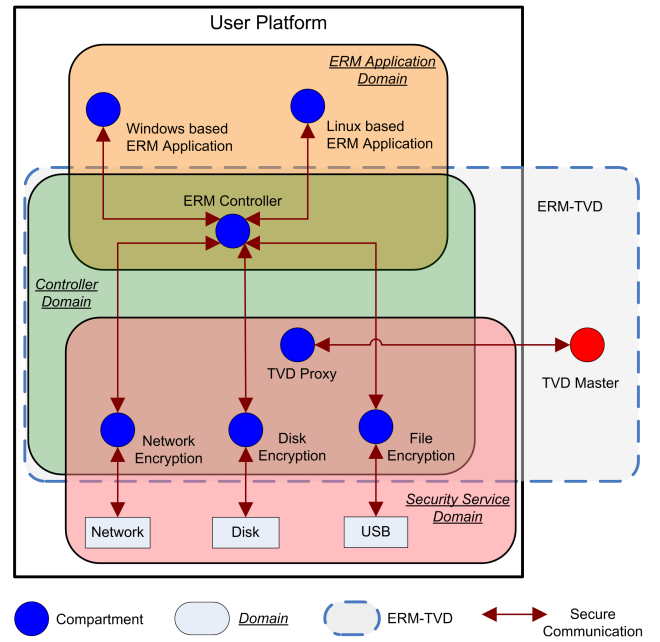 User Platform
ERM Application
Domain
Windows based
ERM Application
Linux based
ERM Application
ERM Controller
ERM-TVD
Controller
Domain
TVD Proxy
TVD Master
Network
Encryption
Disk
Encryption
File
Encryption
Security Service
Domain
Network
Disk
USB
Compartment
Domain
ERM-TVD
Secure
Communication